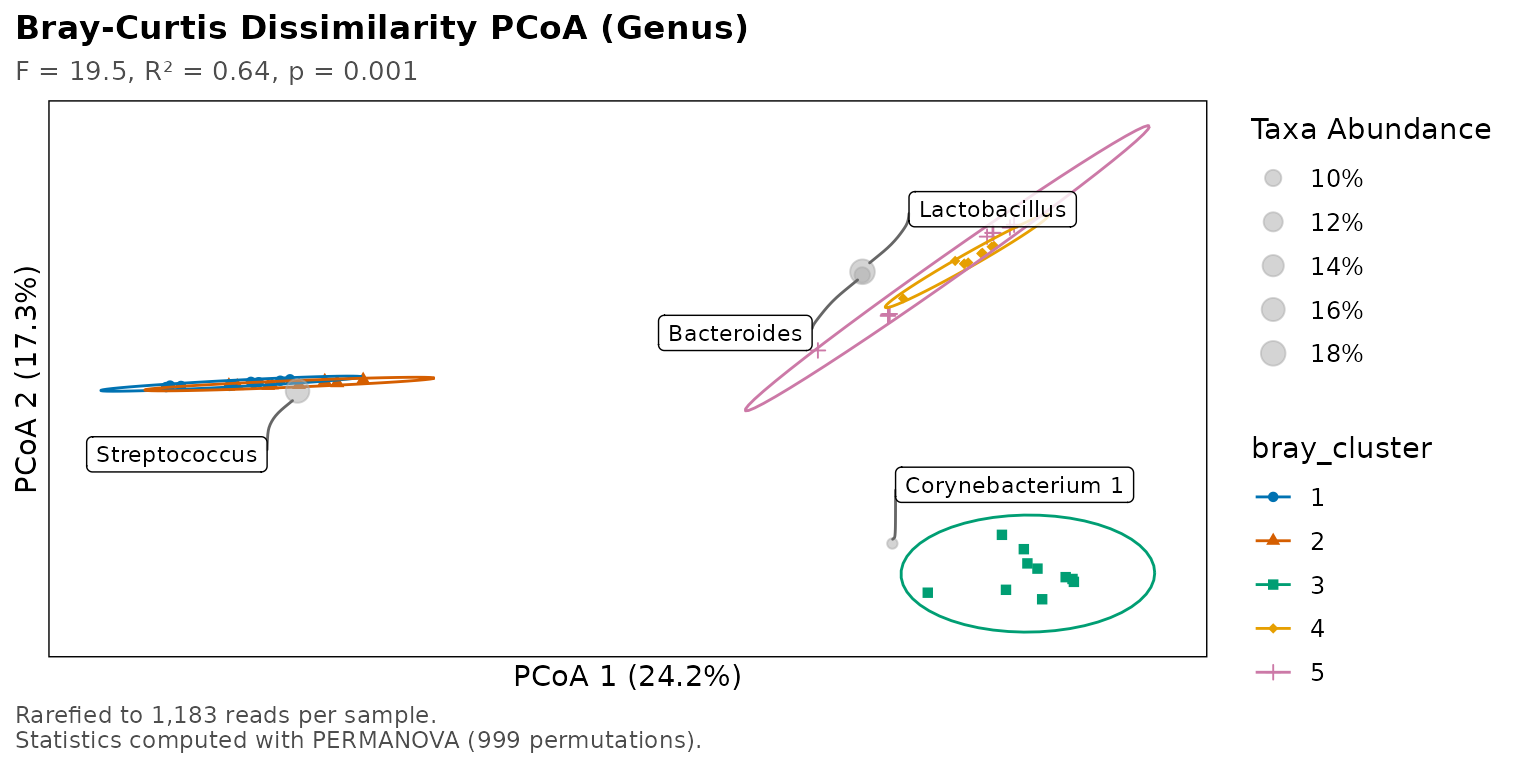 Bray-Curtis Dissimilarity PCoA (Genus)
F = 19.5, R² = 0.64, p = 0.001
PCoA 2 (17.3%)
Lactobacillus
Bacteroides
Streptococcus
Corynebacterium 1
PCoA 1 (24.2%)
Taxa Abundance
10%
12%
14%
16%
18%
bray_cluster
1
2
3
4
5
Rarefied to 1,183 reads per sample.
Statistics computed with PERMANOVA (999 permutations).